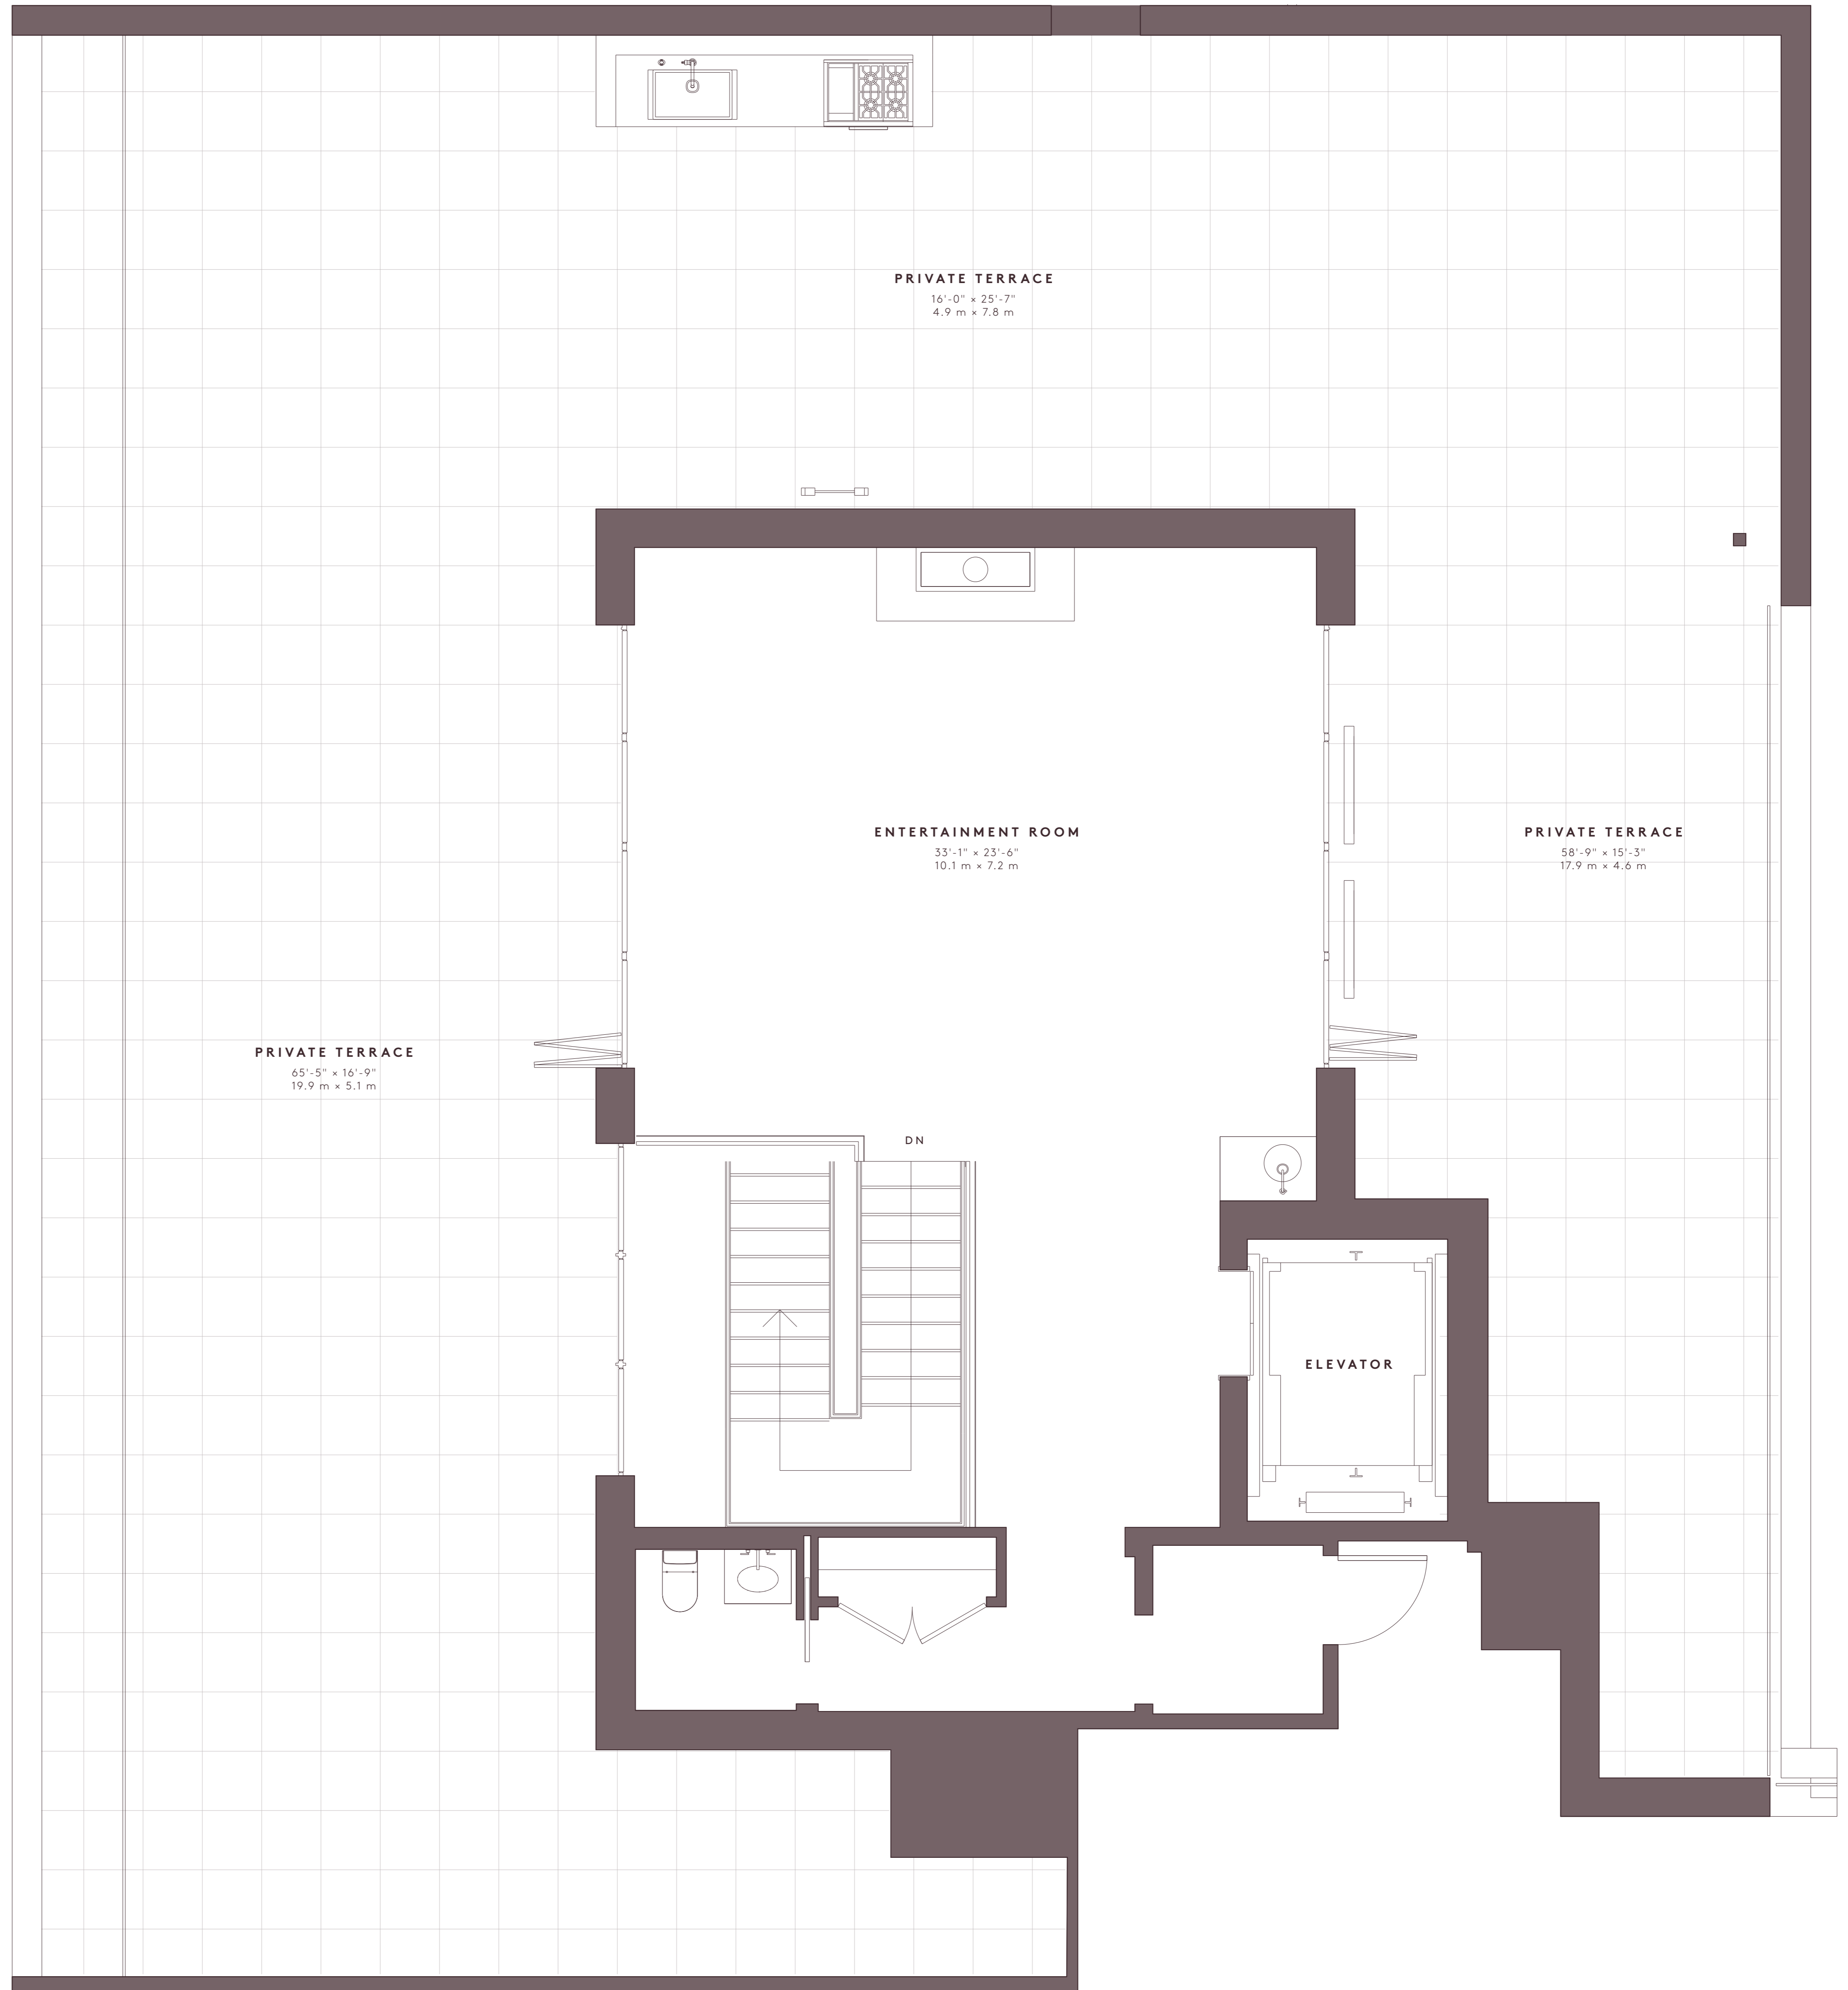 PRIVATE TERRACE
16'-0" × 25'-7"
4.9 m × 7.8 m
ENTERTAINMENT ROOM
33'-1" × 23'-6"
10.1 m × 7.2 m
PRIVATE TERRACE
58'-9" × 15'-3"
17.9 m × 4.6 m
PRIVATE TERRACE
65'-5" × 16'-9"
19.9 m × 5.1 m
DN
ELEVATOR